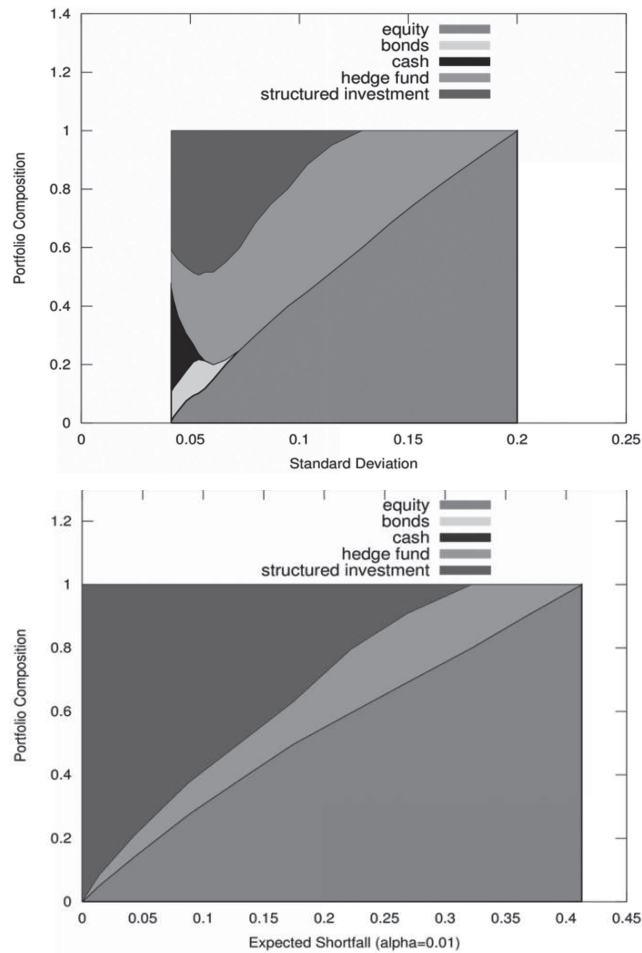 1.4
1.2
1
0.8
0.6
0.4
0.2
0
Portfolio Composition
equity
bonds
cash
hedge fund
structured investment
0 0.05 0.1 0.15 0.2 0.25
Standard Deviation
1.2
1
0.8
0.6
0.4
0.2
0
Portfolio Composition
equity
bonds
cash
hedge fund
structured investment
0 0.05 0.1 0.15 0.2 0.25 0.3 0.35 0.4 0.45
Expected Shortfall (alpha=0.01)